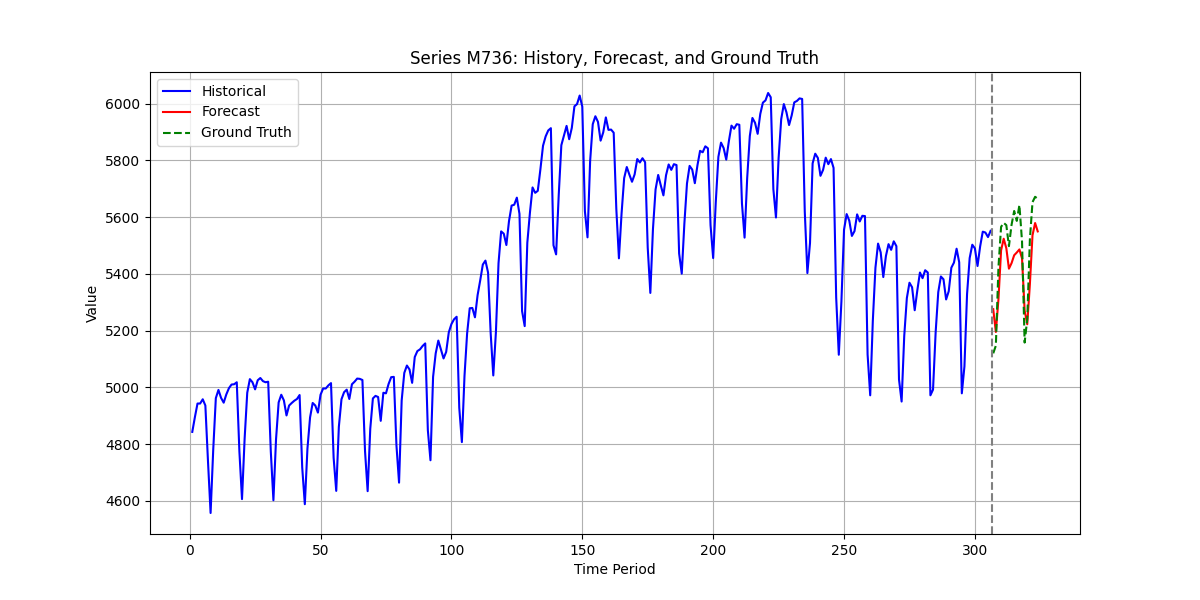 Series M736: History, Forecast, and Ground Truth
Historical
Forecast
Ground Truth
6000
5800
5600
5400
5200
5000
4800
4600
Value
0 50 100 150 200 250 300
Time Period